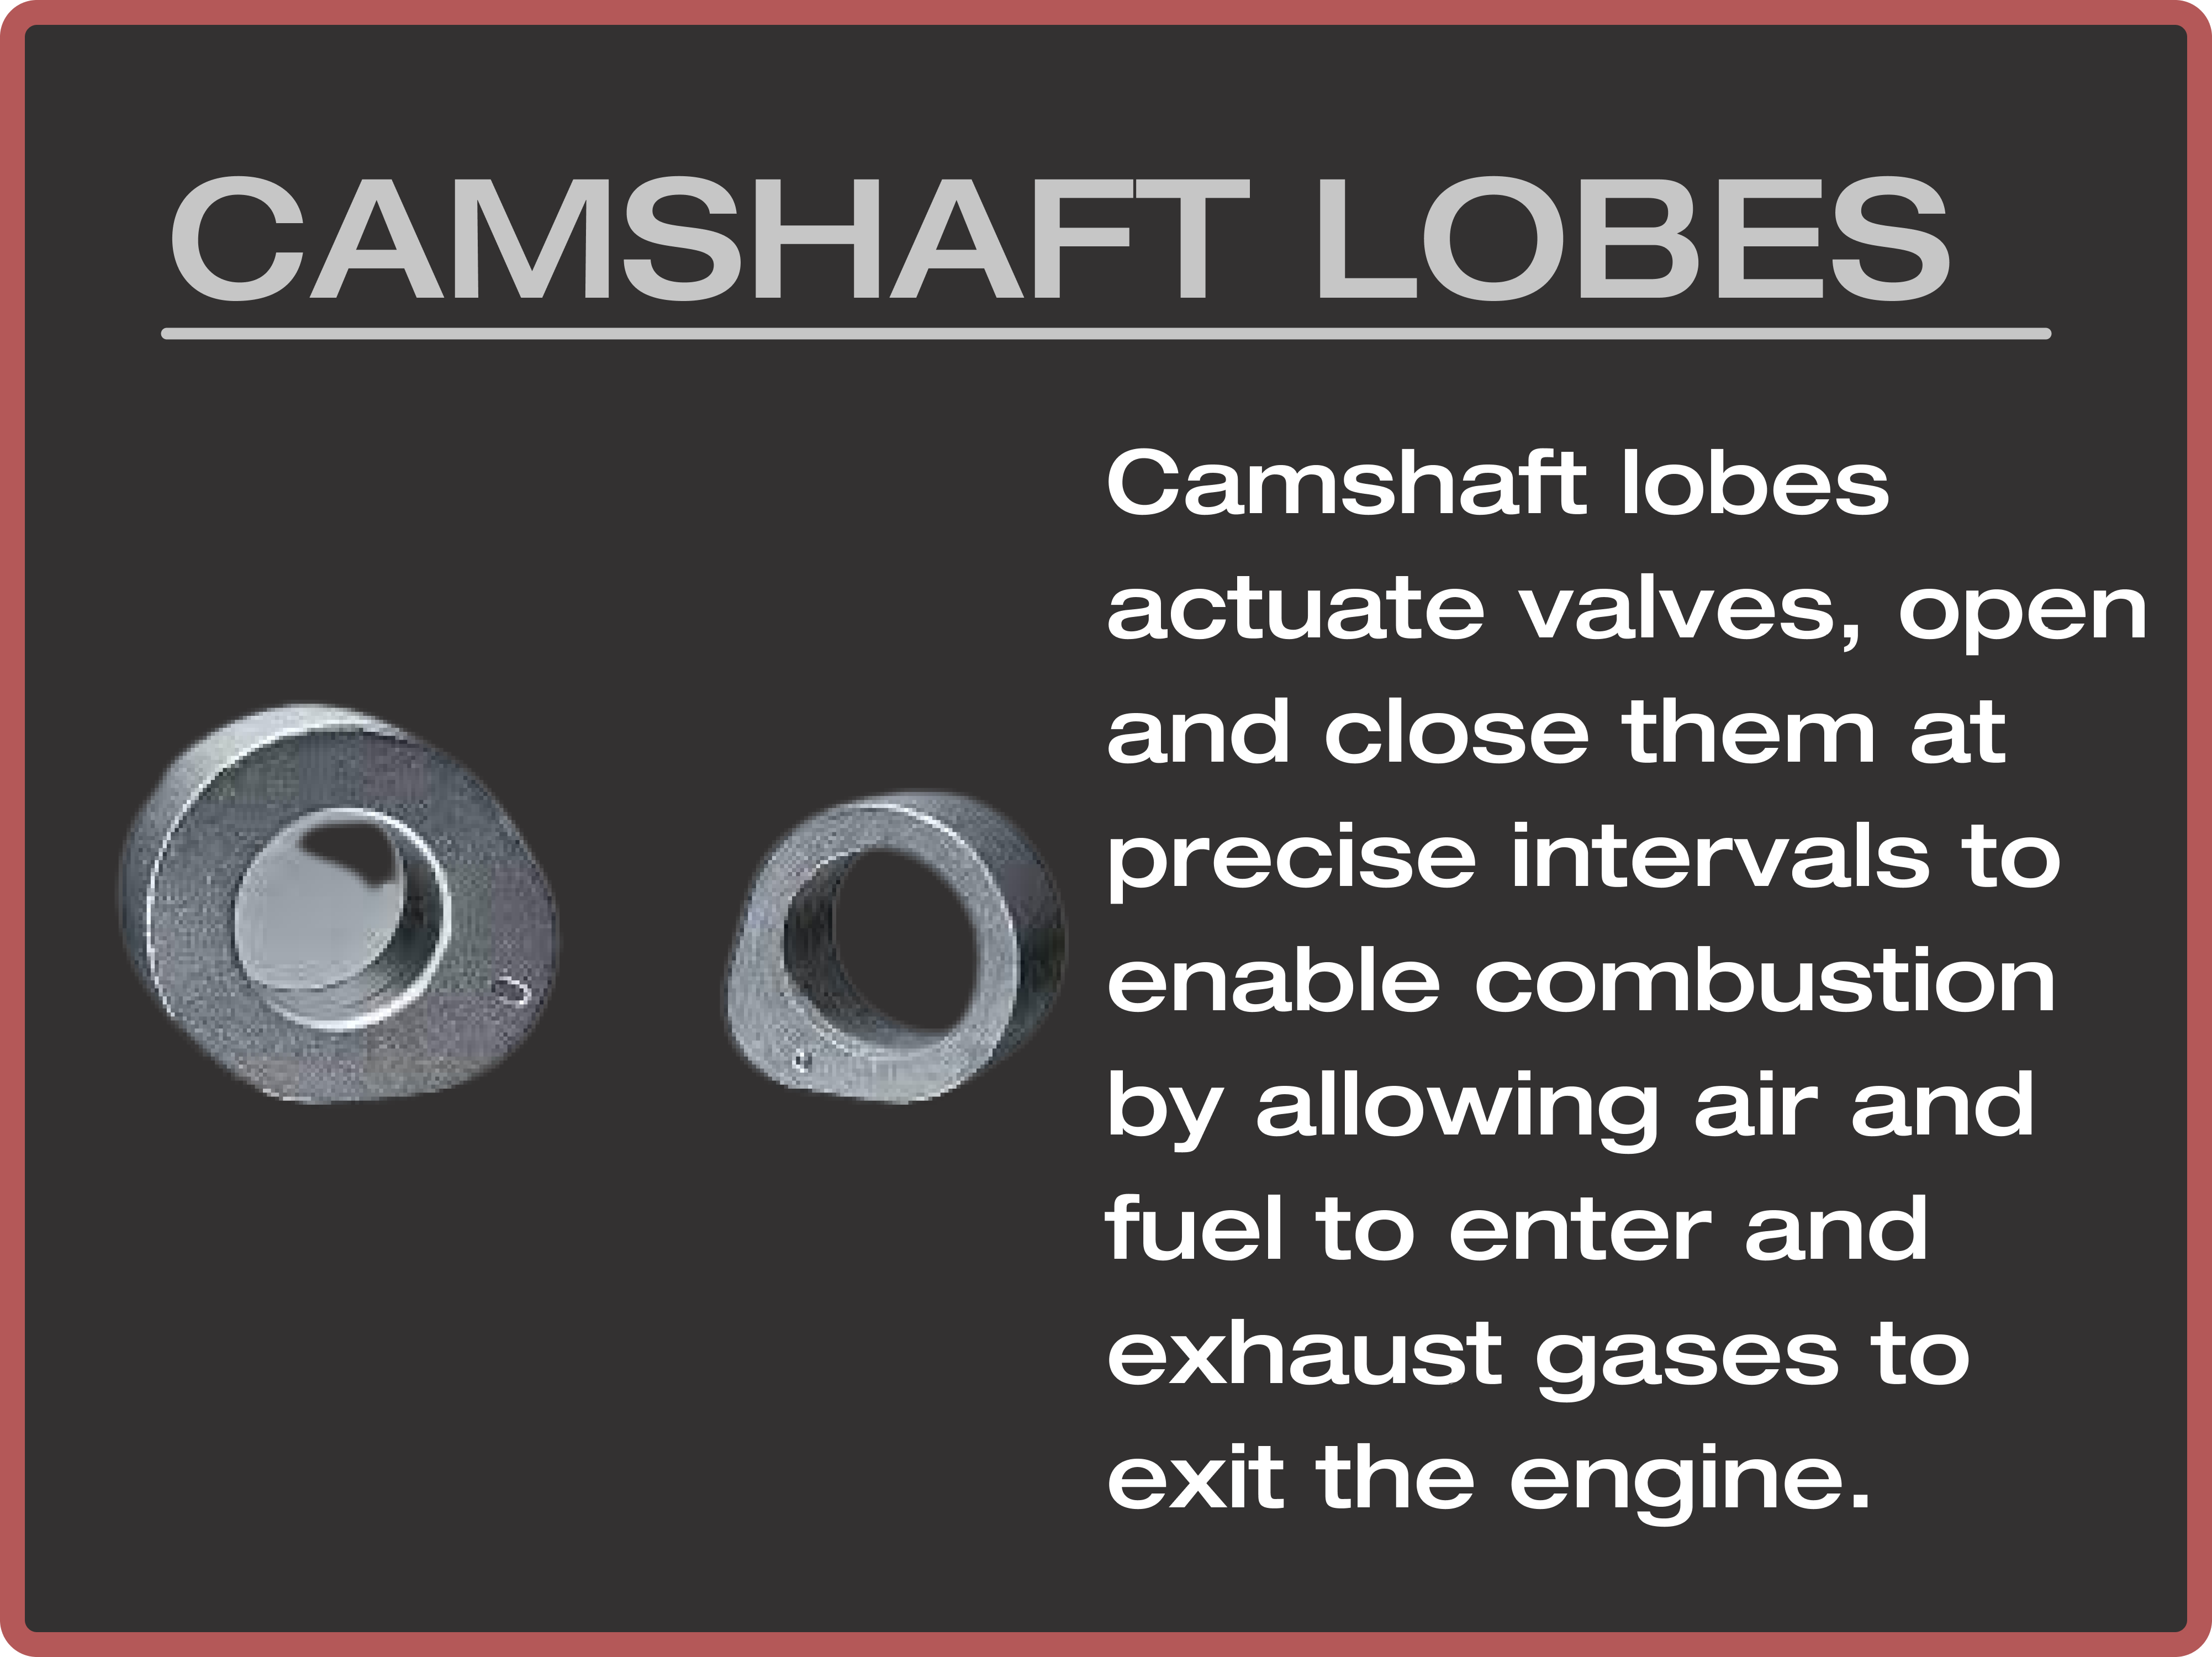 CAMSHAFT LOBES
Camshaft lobes
actuate valves, open
and close them at
precise intervals to
enable combustion
by allowing air and
fuel to enter and
exhaust gases to
exit the engine.